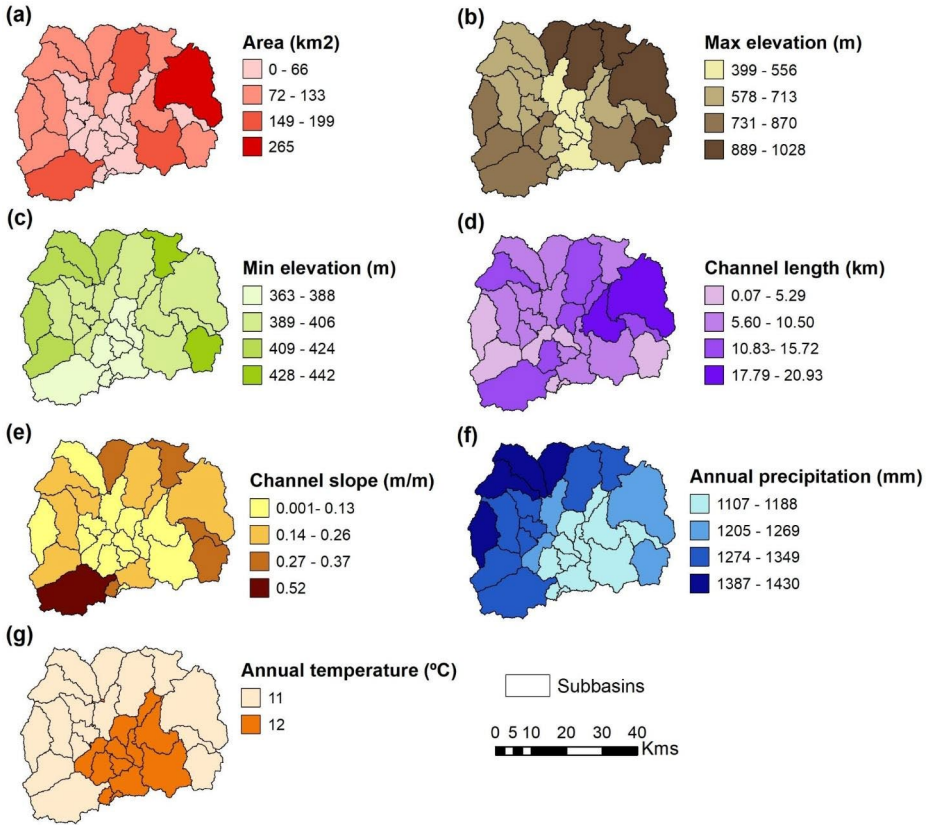 (a)
Area (km2)
0 - 66
72 - 133
149 - 199
265
(b)
Max elevation (m)
399 - 556
578 - 713
731 - 870
889 - 1028
(c)
Min elevation (m)
363 - 388
389 - 406
409 - 424
428 - 442
(d)
Channel length (km)
0.07 - 5.29
5.60 - 10.50
10.83- 15.72
17.79 - 20.93
(e)
Channel slope (m/m)
0.001- 0.13
0.14 - 0.26
0.27 - 0.37
0.52
(f)
Annual precipitation (mm)
1107 - 1188
1205 - 1269
1274 - 1349
1387 - 1430
(g)
Annual temperature (ºC)
11
12
Subbasins
0 5 10 20 30 40
Kms